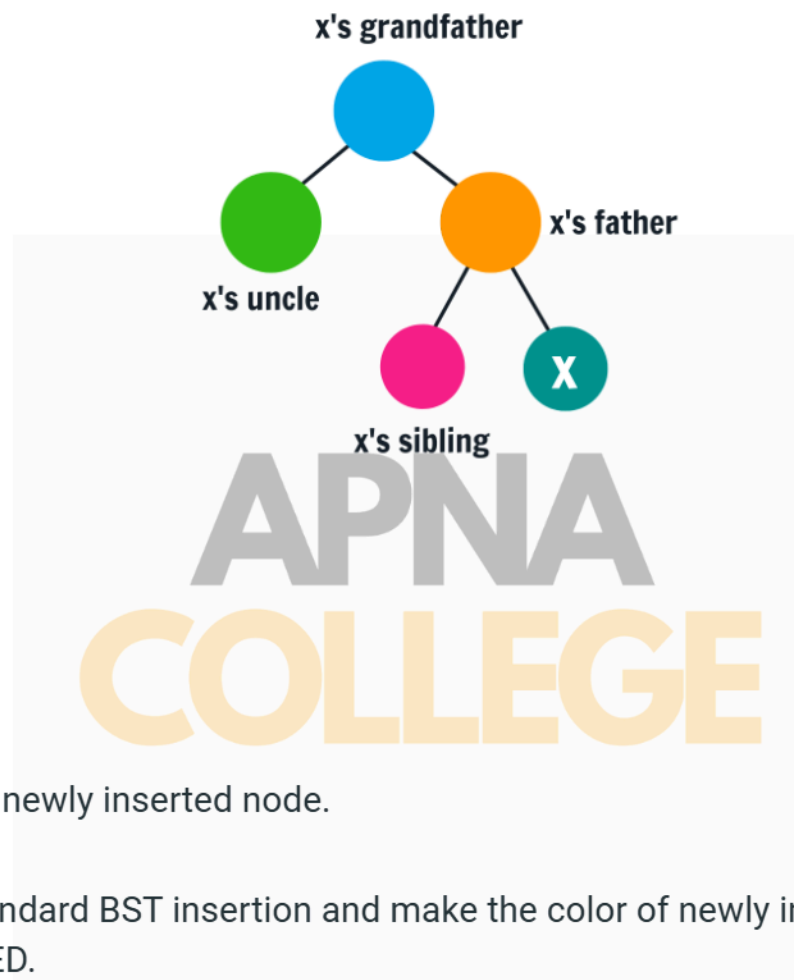 x's grandfather
x's father
x's uncle
x
x's sibling
APNA
COLLEGE
newly inserted node.
ndard BST insertion and make the color of newly i
ED.